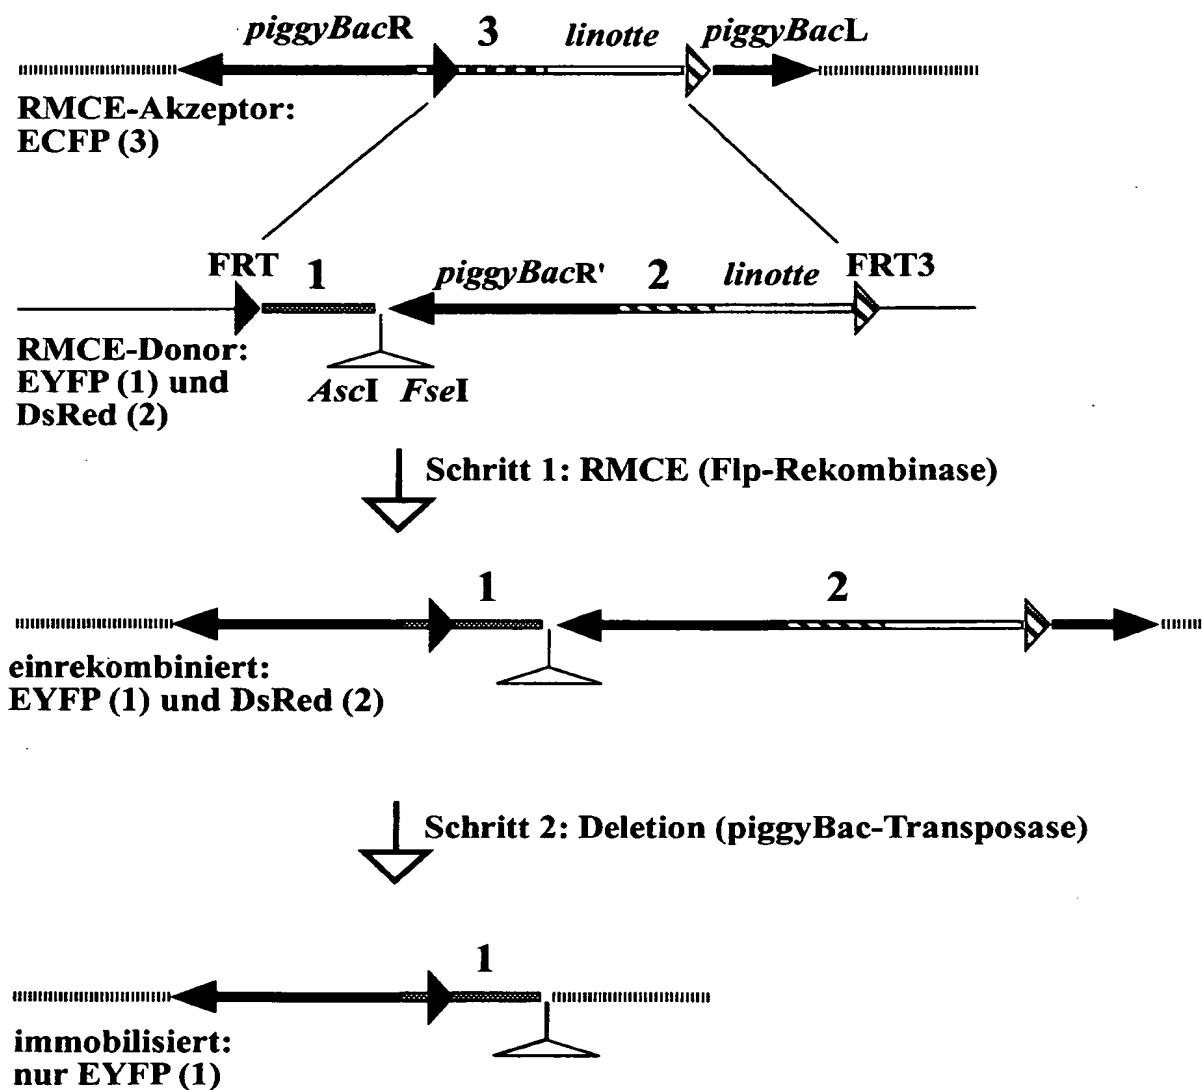 piggyBacR 3 linotte piggyBacL
RMCE-Akzeptor:
ECFP (3)
FRT 1 piggyBacR' 2 linotte FRT3
RMCE-Donor:
EYFP (1) und
DsRed (2)
AscI FseI
Schritt 1: RMCE (Flp-Rekombinase)
1 2
einrekombiniert:
EYFP (1) und DsRed (2)
Schritt 2: Deletion (piggyBac-Transposase)
1
immobilisiert:
nur EYFP (1)